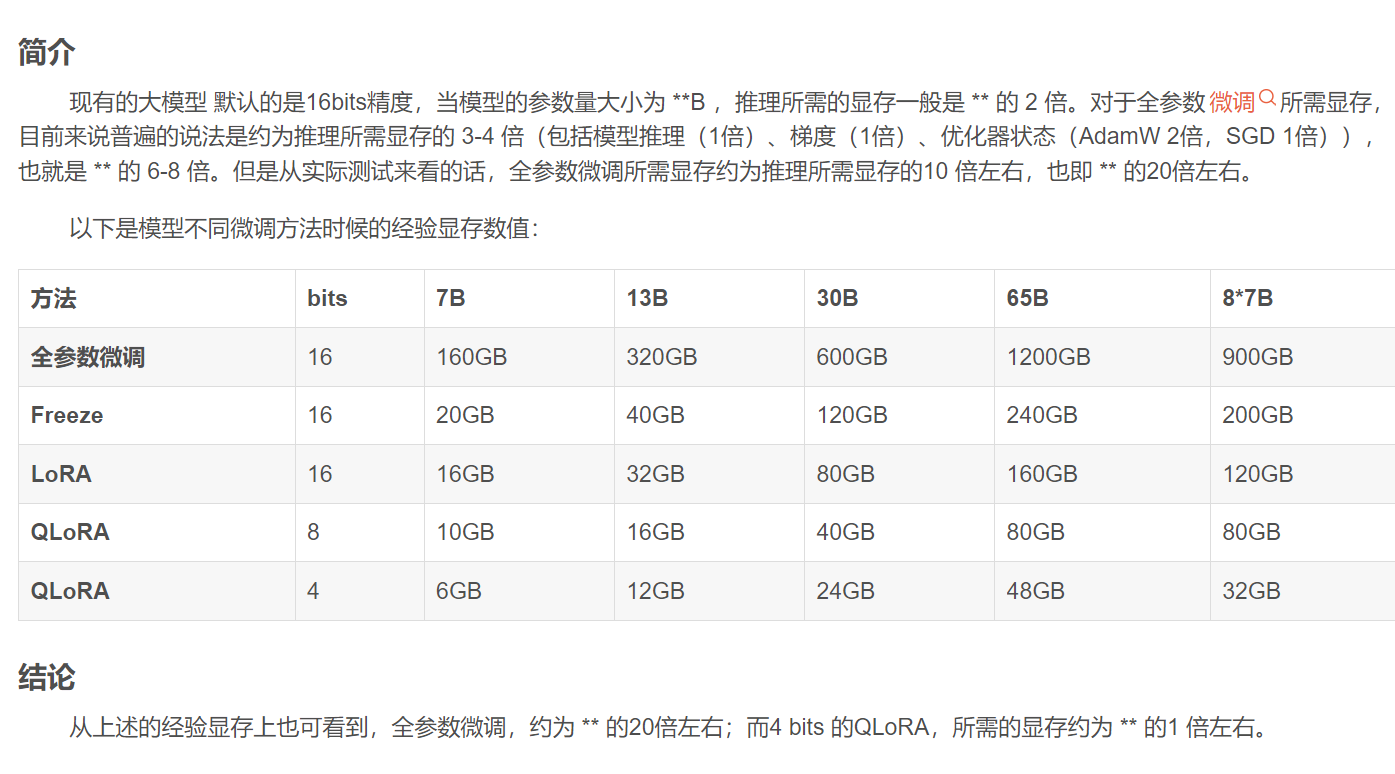 简介
现有的大模型 默认的是16bits精度，当模型的参数量大小为 **B ，推理所需的显存一般是 ** 的 2 倍。对于全参数微调所需显存，
目前来说普遍的说法是约为推理所需显存的 3-4 倍（包括模型推理（1倍）、梯度（1倍）、优化器状态（AdamW 2倍，SGD 1倍）），
也就是 ** 的 6-8 倍。但是从实际测试来看的话，全参数微调所需显存约为推理所需显存的10 倍左右，也即 ** 的20倍左右。
以下是模型不同微调方法时候的经验显存数值：
方法 bits 7B 13B 30B 65B 8*7B
全参数微调 16 160GB 320GB 600GB 1200GB 900GB
Freeze 16 20GB 40GB 120GB 240GB 200GB
LoRA 16 16GB 32GB 80GB 160GB 120GB
QLoRA 8 10GB 16GB 40GB 80GB 80GB
QLoRA 4 6GB 12GB 24GB 48GB 32GB
结论
从上述的经验显存上也可看到，全参数微调，约为 ** 的20倍左右；而4 bits 的QLoRA，所需的显存约为 ** 的1 倍左右。